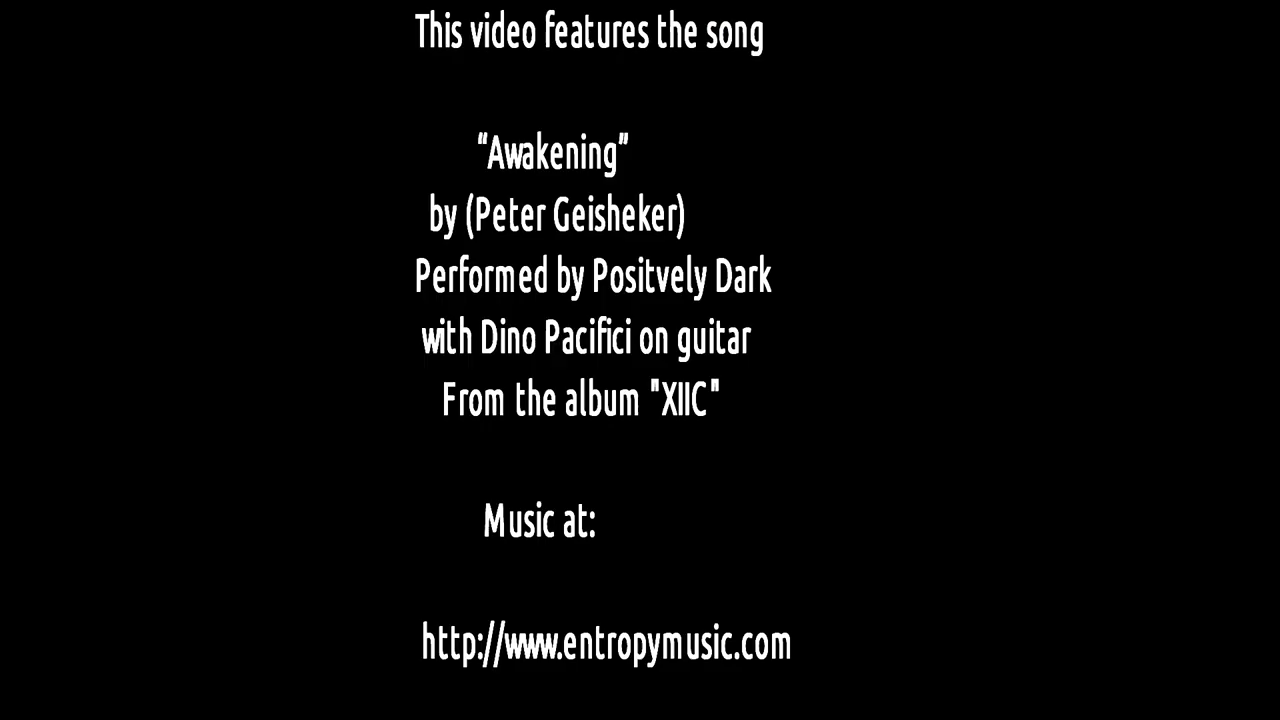 This video features the song
“Awakening”
by (Peter Geisheker)
Performed by Positvely Dark
with Dino Pacifici on guitar
From the album "XIIC"
Music at:
http://www.entropymusic.com